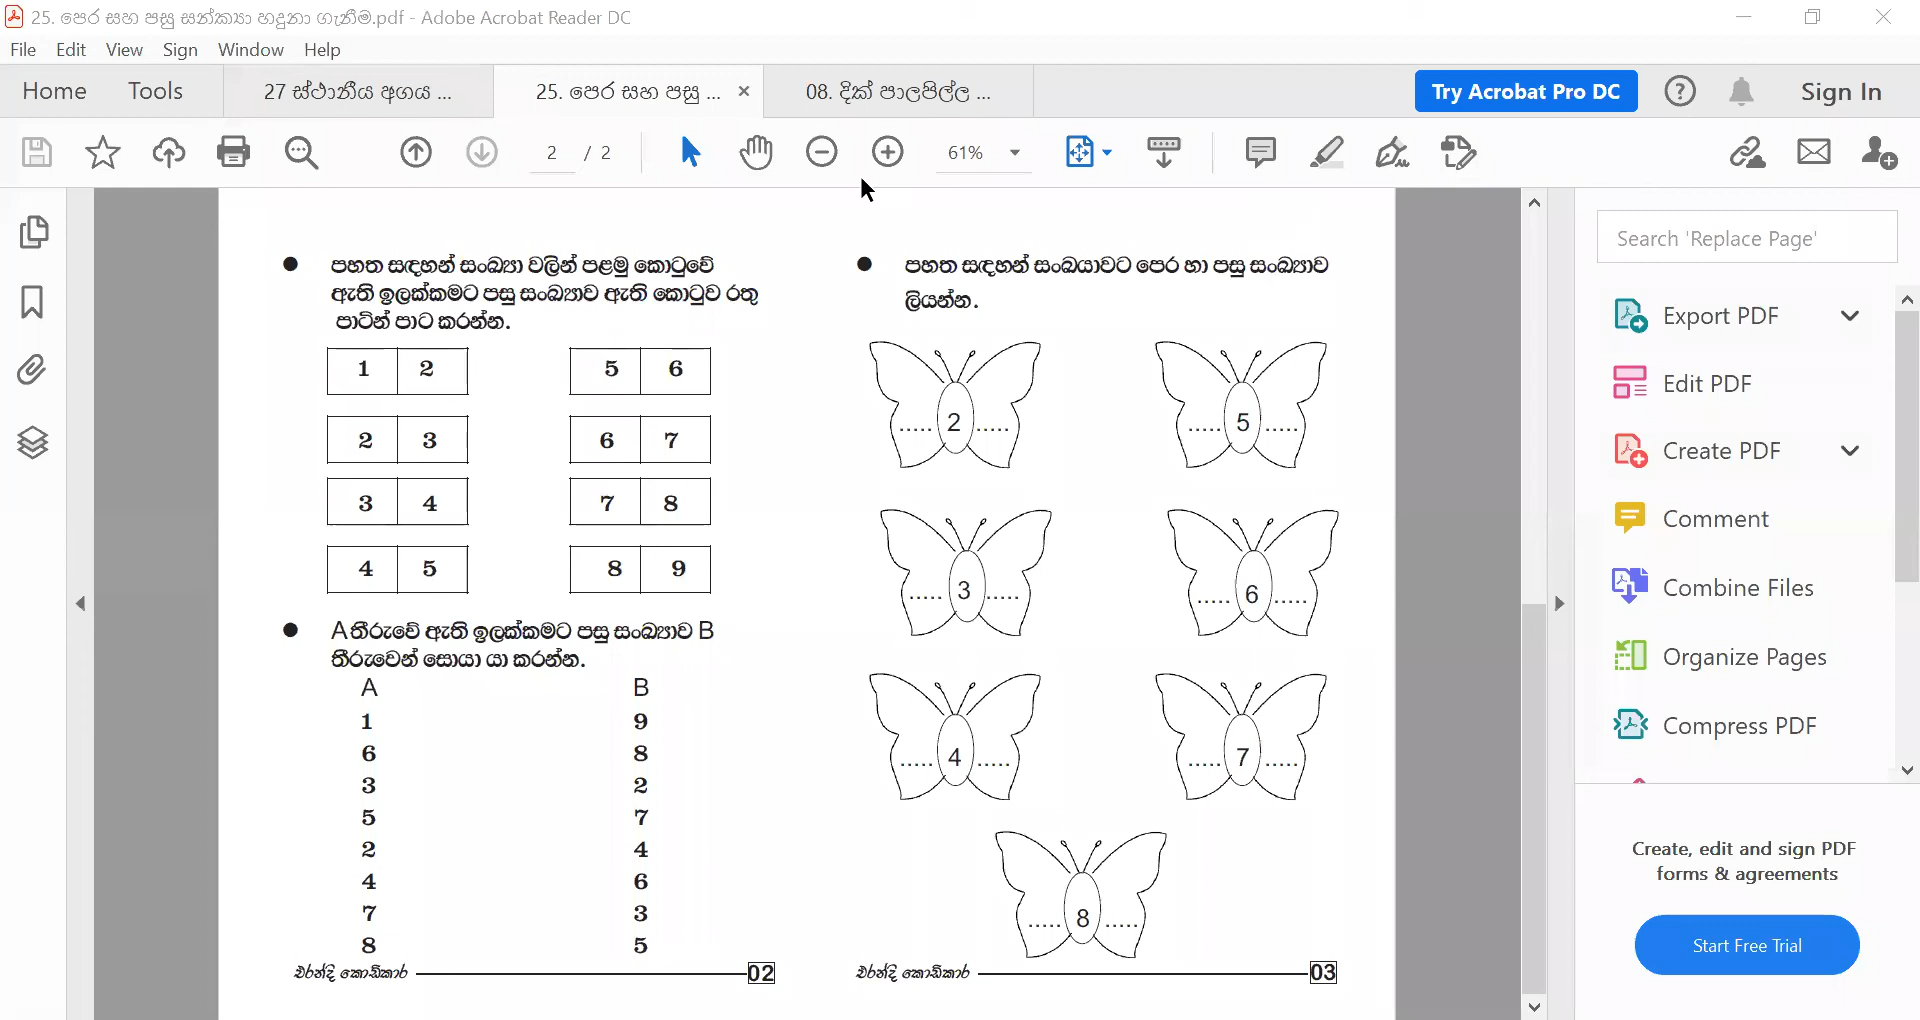 25. පෙර සහ පසු සන්ක්‍යා හදුනා ගැනීම.pdf - Adobe Acrobat Reader DC
File Edit View Sign Window Help
Home Tools 27 ස්ථානීය අගය ... 25. පෙර සහ පසු ... × 08. දික් පාලපිල්ල ... Try Acrobat Pro DC ? Sign In
2 / 2 61%
Search 'Replace Page'
Export PDF
Edit PDF
Create PDF
Comment
Combine Files
Organize Pages
Compress PDF
Create, edit and sign PDF
forms & agreements
Start Free Trial
● පහත සඳහන් සංඛ්‍යා වලින් පළමු කොටුවේ
ඇති ඉලක්කමට පසු සංඛ්‍යාව ඇති කොටුව රතු
පාටින් පාට කරන්න.
1 2 5 6
2 3 6 7
3 4 7 8
4 5 8 9
● A තීරුවේ ඇති ඉලක්කමට පසු සංඛ්‍යාව B
තීරුවෙන් සොයා යා කරන්න.
A B
1 9
6 8
3 2
5 7
2 4
4 6
7 3
8 5
එරන්දි කොඩිකාර 02
● පහත සඳහන් සංඛයාවට පෙර හා පසු සංඛ්‍යාව
ලියන්න.
..... 2 ..... ..... 5 .....
..... 3 ..... ..... 6 .....
..... 4 ..... ..... 7 .....
..... 8 .....
එරන්දි කොඩිකාර 03